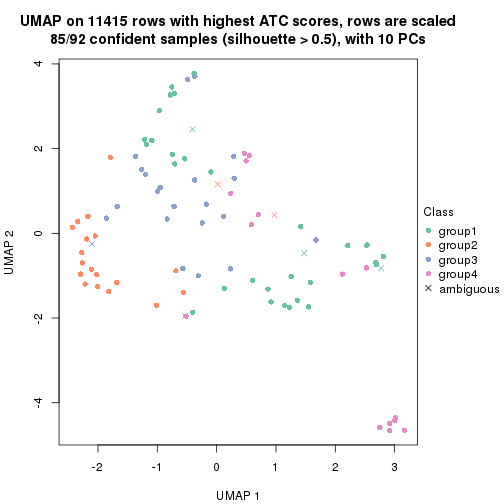 UMAP on 11415 rows with highest ATC scores, rows are scaled
85/92 confident samples (silhouette > 0.5), with 10 PCs
4
2
0
-2
-4
UMAP 2
-2
-1
0
1
2
3
UMAP 1
Class
group1
group2
group3
group4
ambiguous